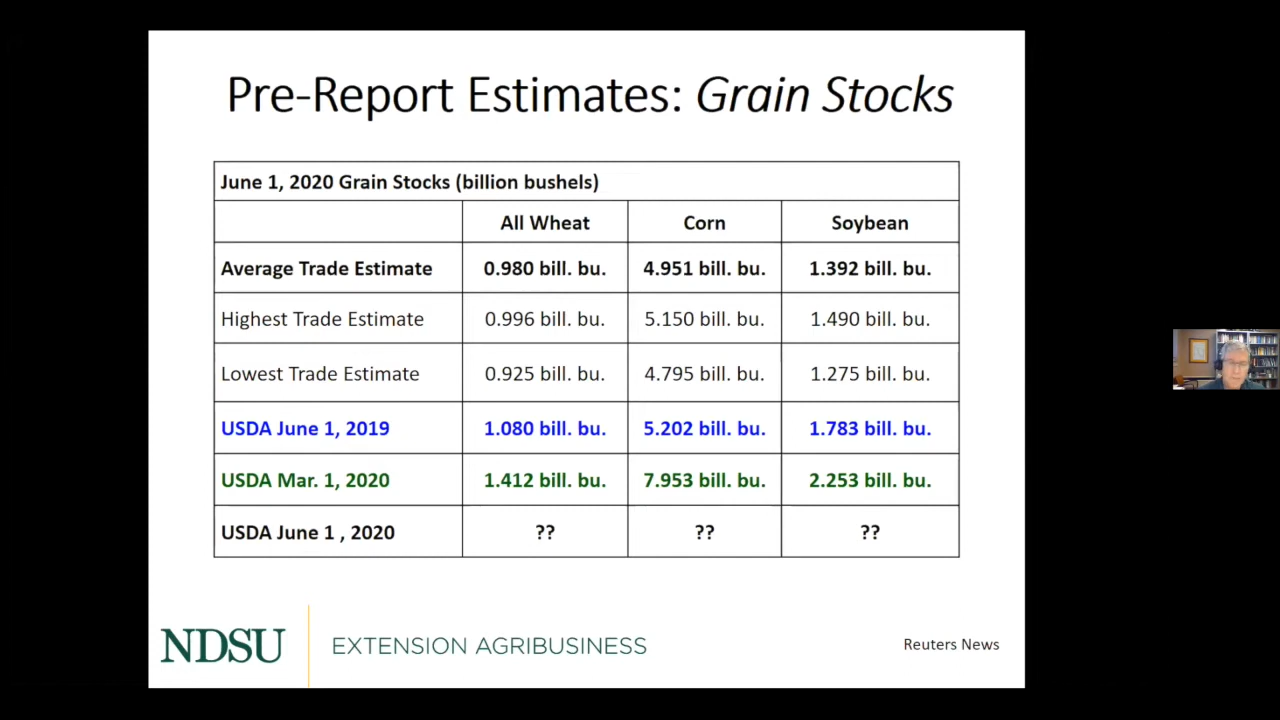 Pre-Report Estimates: Grain Stocks
June 1, 2020 Grain Stocks (billion bushels)
All Wheat Corn Soybean
Average Trade Estimate 0.980 bill. bu. 4.951 bill. bu. 1.392 bill. bu.
Highest Trade Estimate 0.996 bill. bu. 5.150 bill. bu. 1.490 bill. bu.
Lowest Trade Estimate 0.925 bill. bu. 4.795 bill. bu. 1.275 bill. bu.
USDA June 1, 2019 1.080 bill. bu. 5.202 bill. bu. 1.783 bill. bu.
USDA Mar. 1, 2020 1.412 bill. bu. 7.953 bill. bu. 2.253 bill. bu.
USDA June 1 , 2020 ?? ?? ??
NDSU EXTENSION AGRIBUSINESS Reuters News